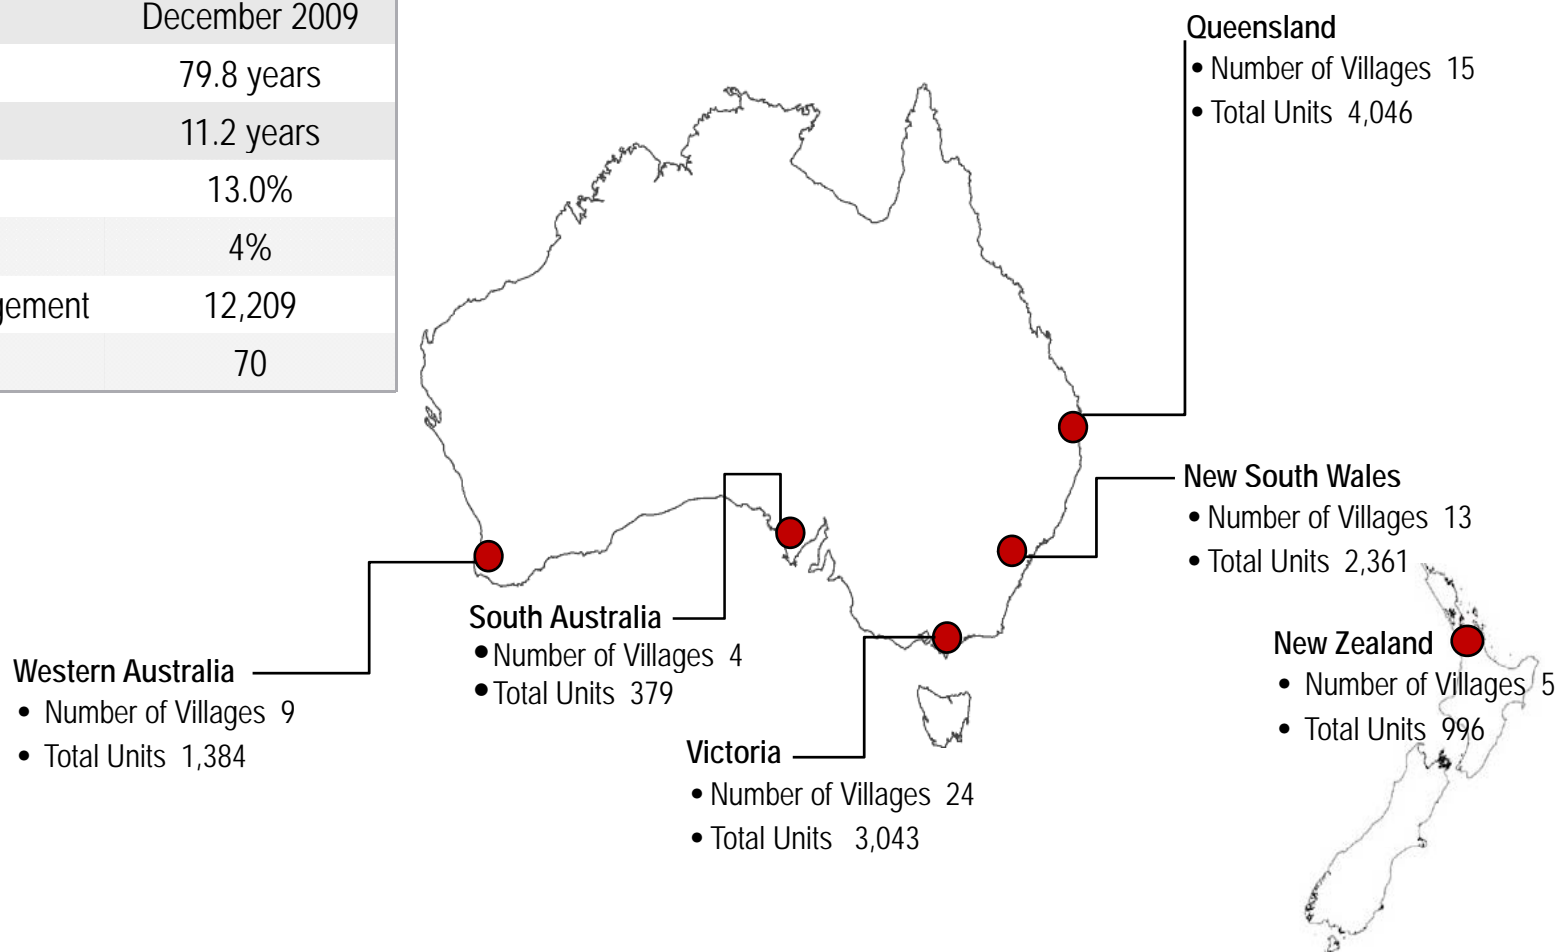 December 2009
79.8 years
11.2 years
13.0%
4%
gement 12,209
70
Queensland
• Number of Villages 15
• Total Units 4,046
New South Wales
• Number of Villages 13
• Total Units 2,361
New Zealand
• Number of Villages 5
• Total Units 996
South Australia
• Number of Villages 4
• Total Units 379
Western Australia
• Number of Villages 9
• Total Units 1,384
Victoria
• Number of Villages 24
• Total Units 3,043